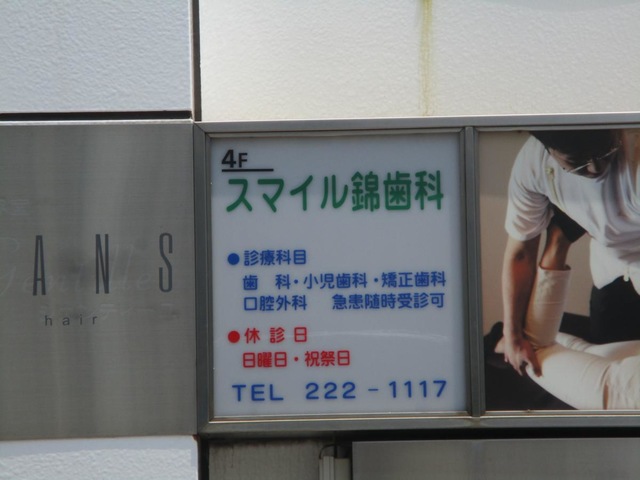 ANS
hair
4F
スマイル錦歯科
●診療科目
歯 科・小児歯科・矯正歯科
口腔外科 急患随時受診可
●休 診 日
日曜日・祝祭日
TEL 222-1117